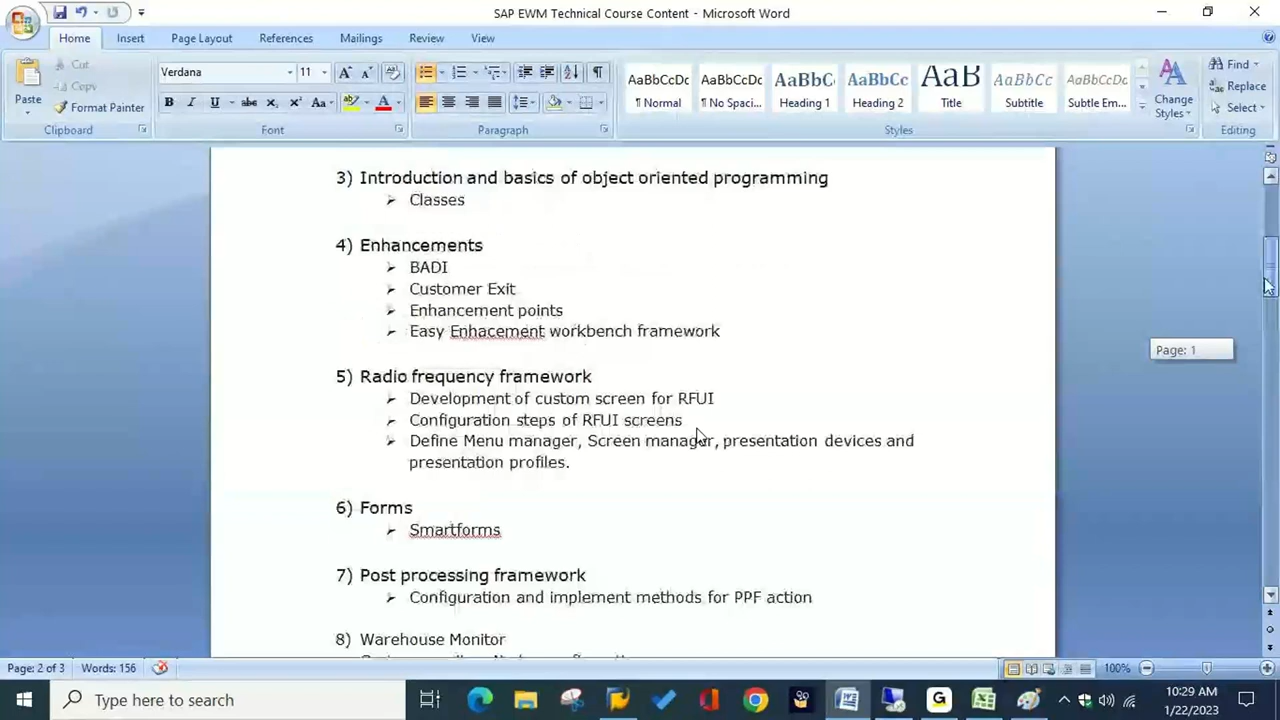 SAP EWM Technical Course Content - Microsoft Word
Home Insert Page Layout References Mailings Review View
Paste
Cut
Copy
Format Painter
Clipboard
Verdana 11
Font
Paragraph
AaBbCcDc AaBbCcDc AaBbC AaBbCc AaB AaBbCc AaBbCcDc
¶ Normal ¶ No Spaci... Heading 1 Heading 2 Title Subtitle Subtle Em...
Change Styles
Styles
Find
Replace
Select
Editing
3) Introduction and basics of object oriented programming
➢ Classes
4) Enhancements
➢ BADI
➢ Customer Exit
➢ Enhancement points
➢ Easy Enhacement workbench framework
5) Radio frequency framework
➢ Development of custom screen for RFUI
➢ Configuration steps of RFUI screens
➢ Define Menu manager, Screen manager, presentation devices and
presentation profiles.
6) Forms
➢ Smartforms
7) Post processing framework
➢ Configuration and implement methods for PPF action
8) Warehouse Monitor
Page: 1
Page: 2 of 3 Words: 156 100%
Type here to search
10:29 AM
1/22/2023